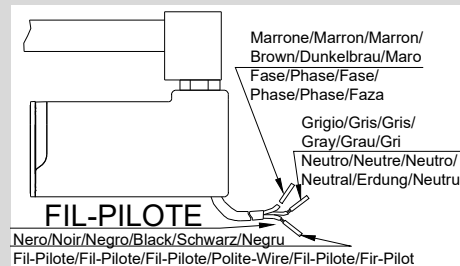 Marrone/Marron/Marron/
Brown/Dunkelbrau/Maro
Fase/Phase/Fase/
Phase/Phase/Faza
Grigio/Gris/Gris/
Gray/Grau/Gri
Neutro/Neutre/Neutro/
Neutral/Erdung/Neutru
FIL-PILOTE
Nero/Noir/Negro/Black/Schwarz/Negru
Fil-Pilote/Fil-Pilote/Fil-Pilote/Polite-Wire/Fil-Pilote/Fir-Pilot